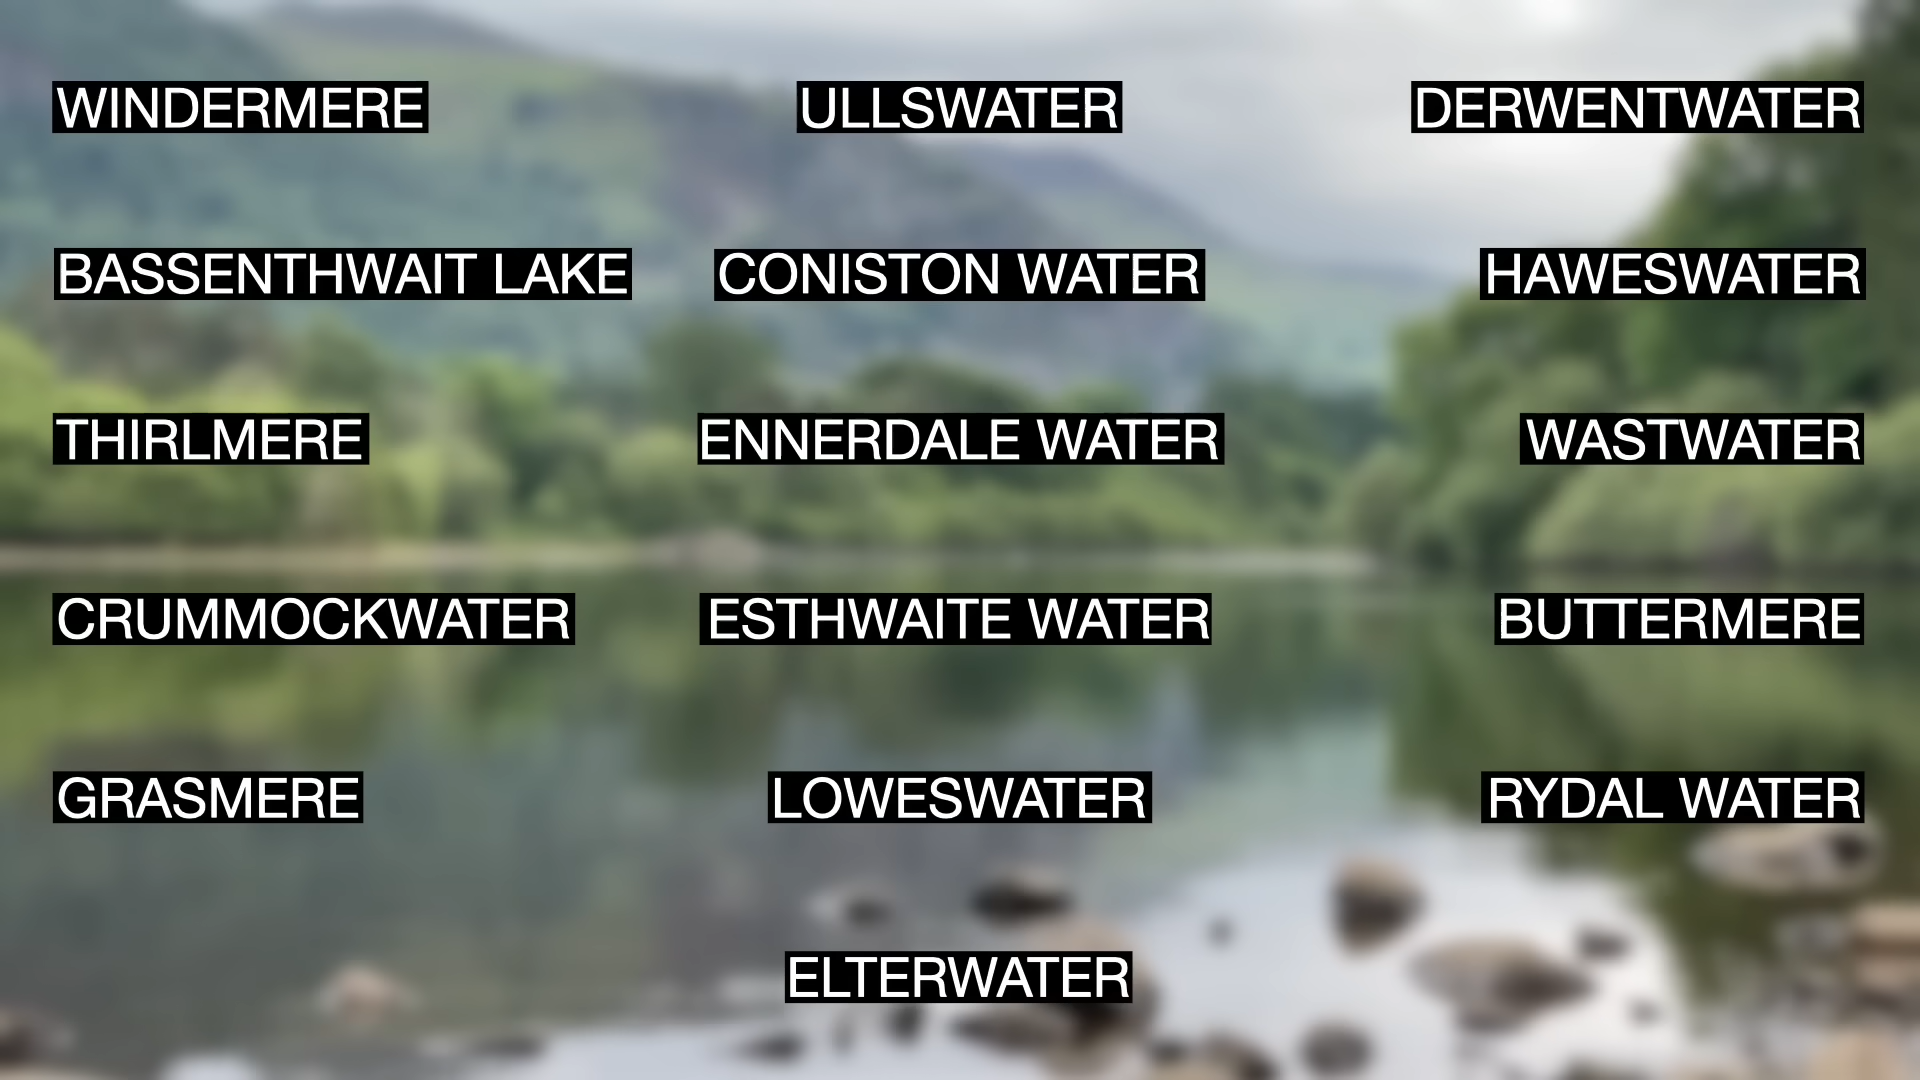 WINDERMERE
ULLSWATER
DERWENTWATER
BASSENTHWAIT LAKE
CONISTON WATER
HAWESWATER
THIRLMERE
ENNERDALE WATER
WASTWATER
CRUMMOCKWATER
ESTHWAITE WATER
BUTTERMERE
GRASMERE
LOWESWATER
RYDAL WATER
ELTERWATER